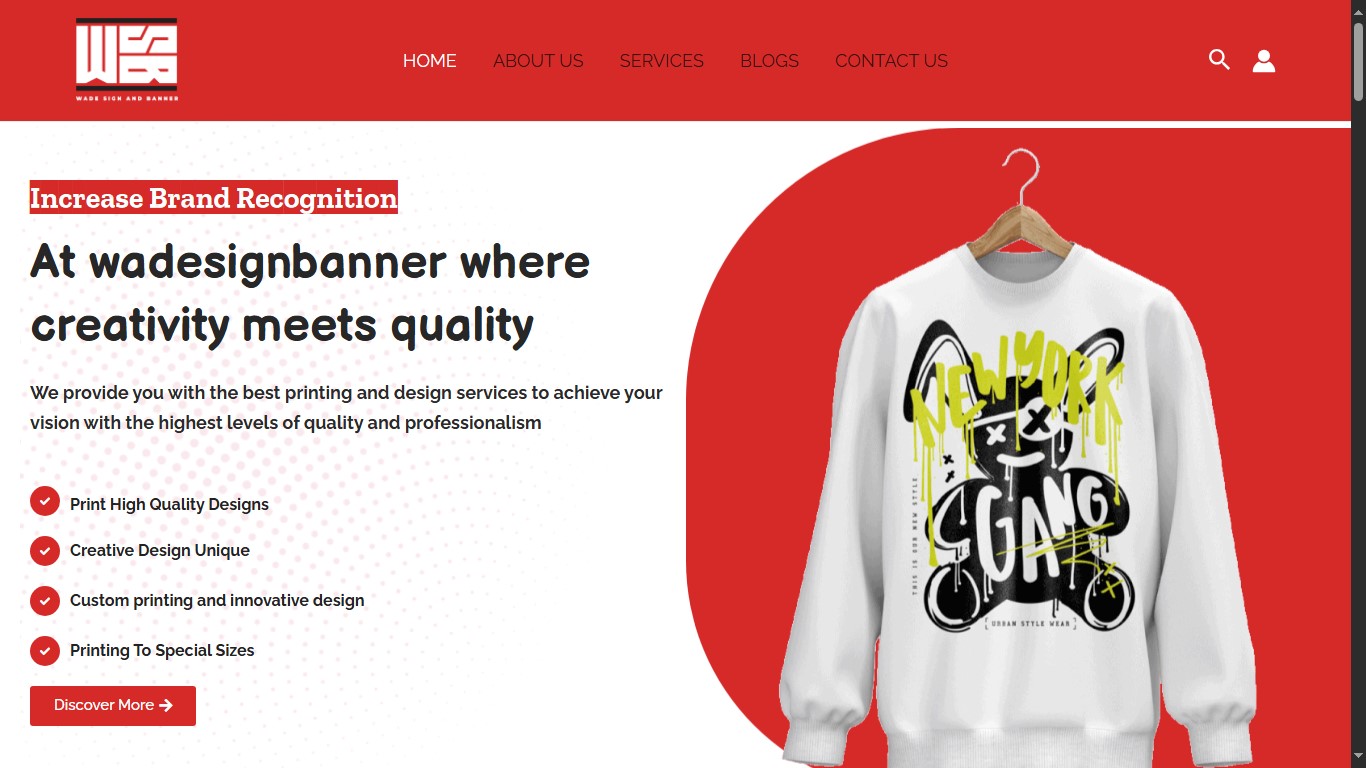 WADE SIGN AND BANNER
HOME
ABOUT US
SERVICES
BLOGS
CONTACT US
Increase Brand Recognition
At wadesignbanner where
creativity meets quality
We provide you with the best printing and design services to achieve your
vision with the highest levels of quality and professionalism
Print High Quality Designs
Creative Design Unique
Custom printing and innovative design
Printing To Special Sizes
Discover More
NEW YORK
GANG
THIS IS OUR NEW STYLE
[URBAN STYLE WEAR]